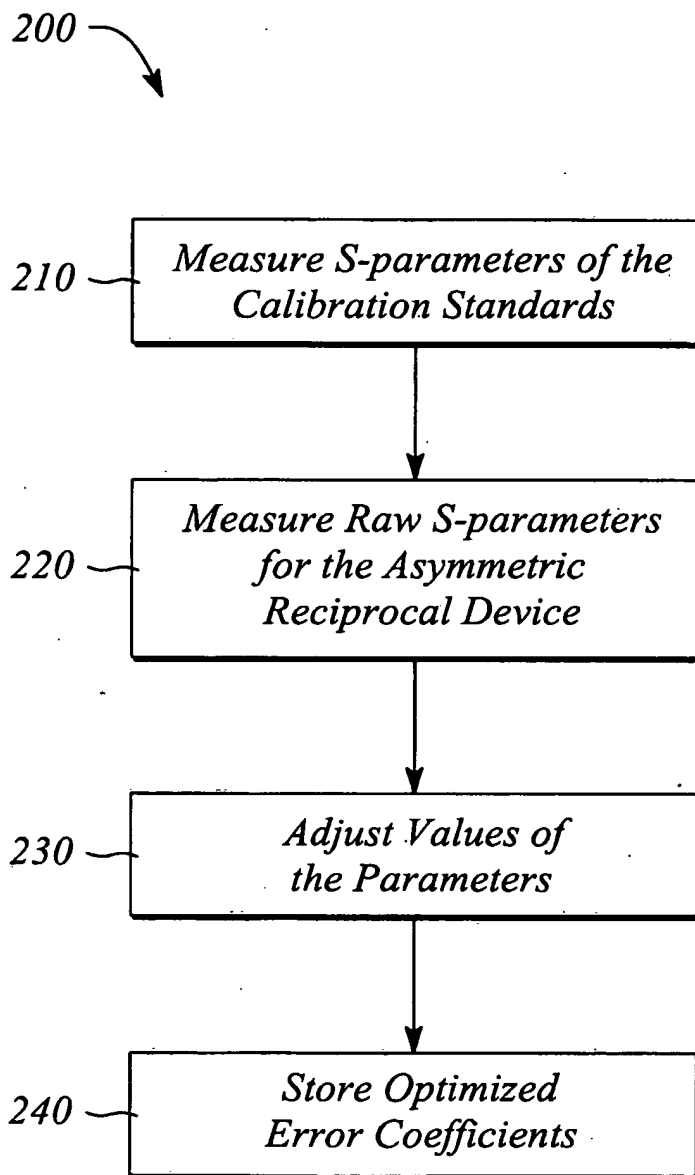 200
210
Measure S-parameters of the
Calibration Standards
220
Measure Raw S-parameters
for the Asymmetric
Reciprocal Device
230
Adjust Values of
the Parameters
240
Store Optimized
Error Coefficients